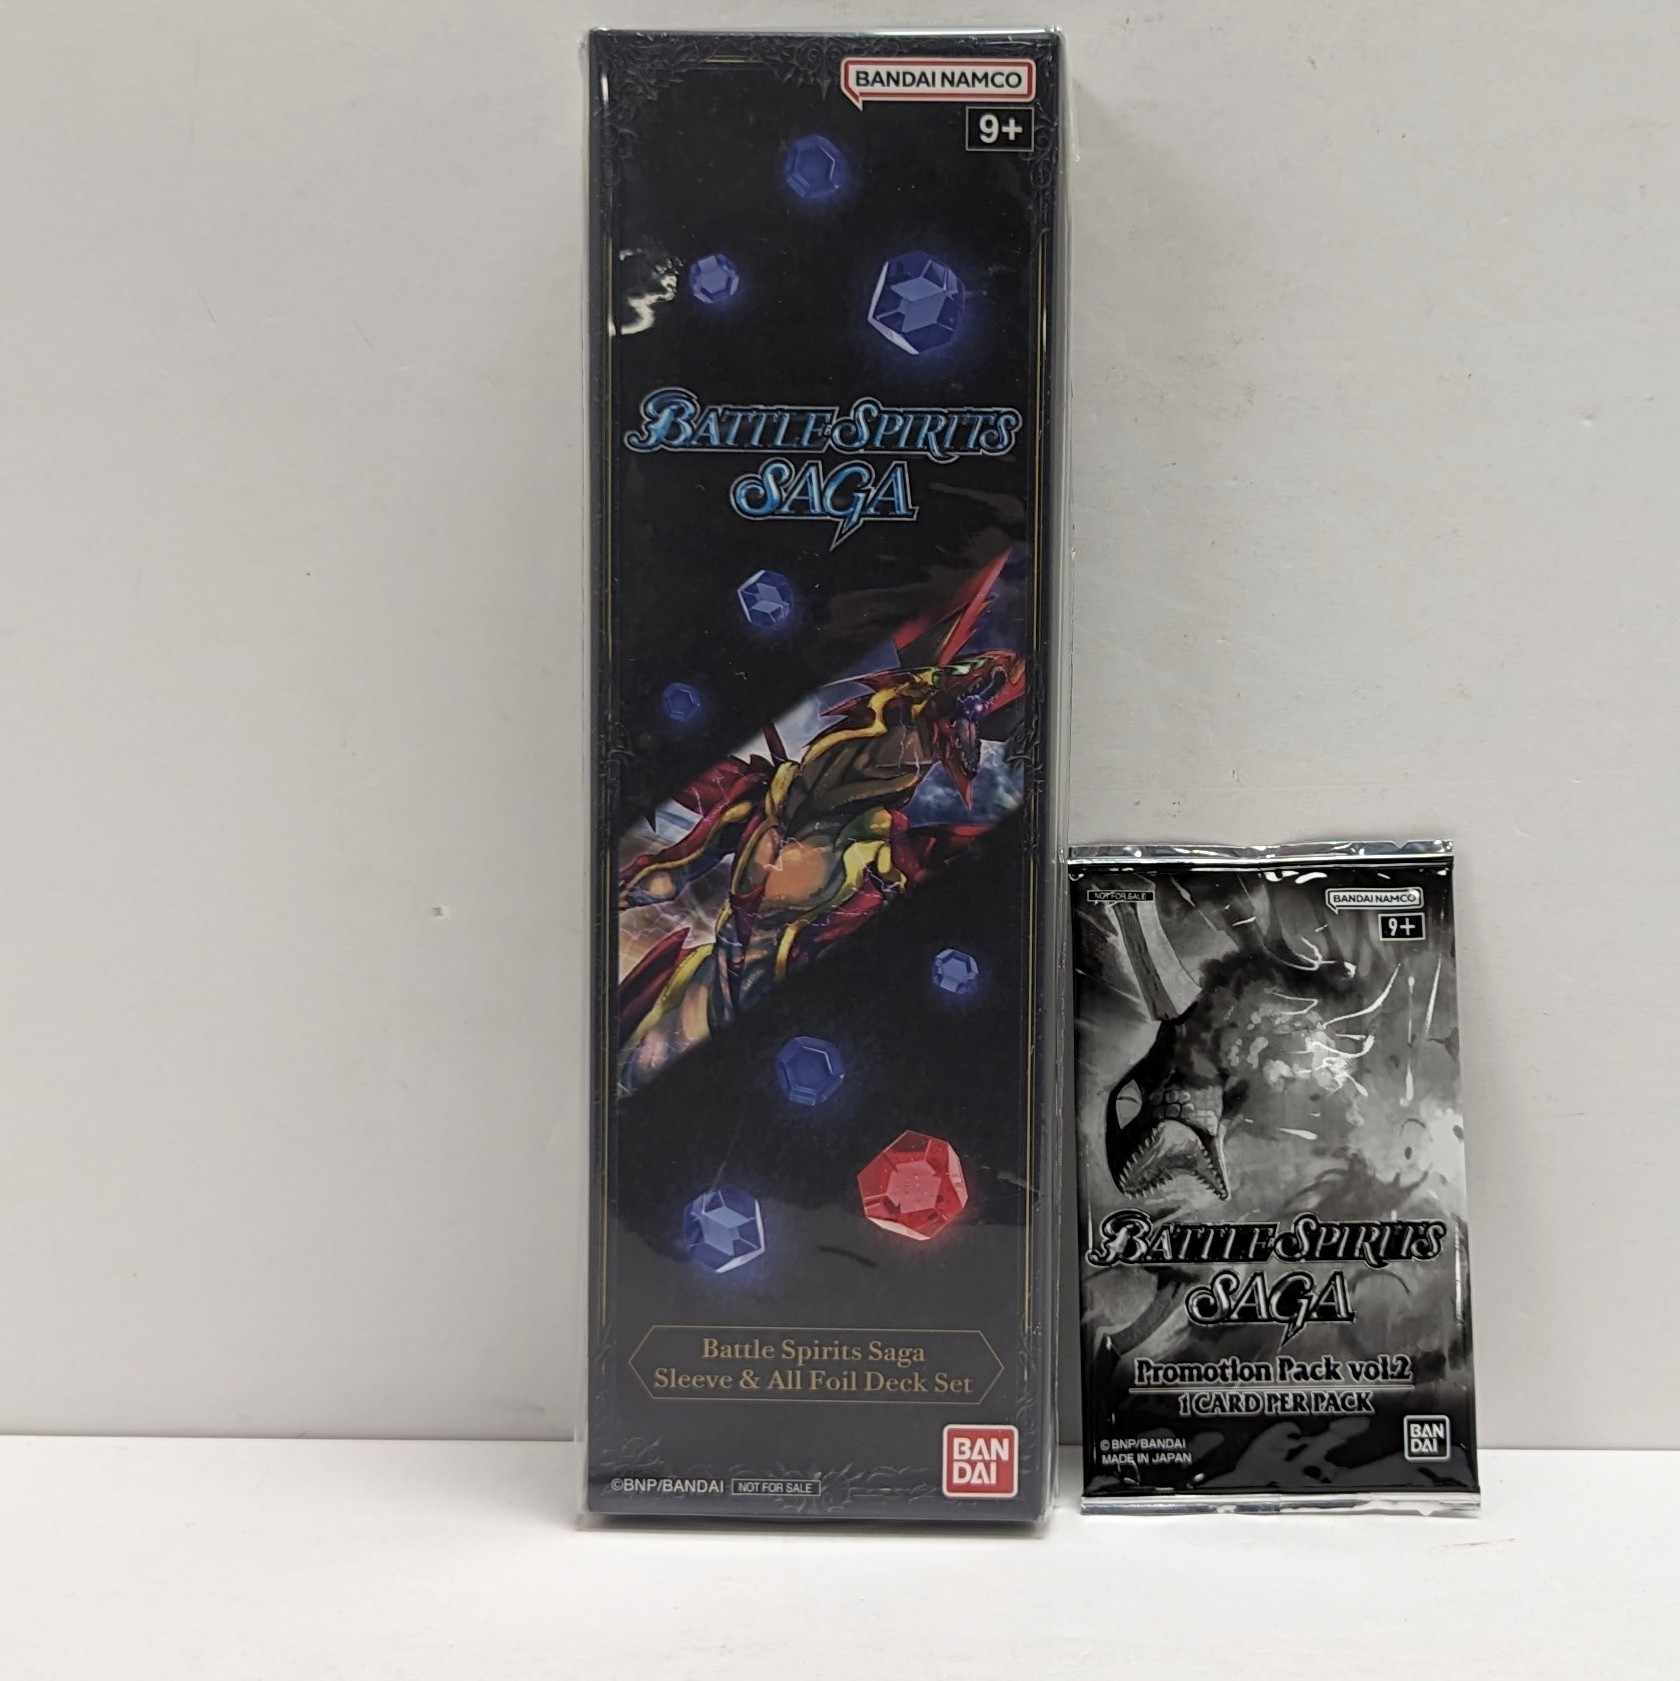 BANDAI NAMCO
9+
BATTLE SPIRITS
SAGA
Battle Spirits Saga
Sleeve & All Foil Deck Set
©BNP/BANDAI NOT FOR SALE
BAN
DAI
NOT FOR SALE
BANDAI NAMCO
9+
BATTLE SPIRITS
SAGA
Promotion Pack vol.2
1 CARD PER PACK
©BNP/BANDAI
MADE IN JAPAN
BAN
DAI